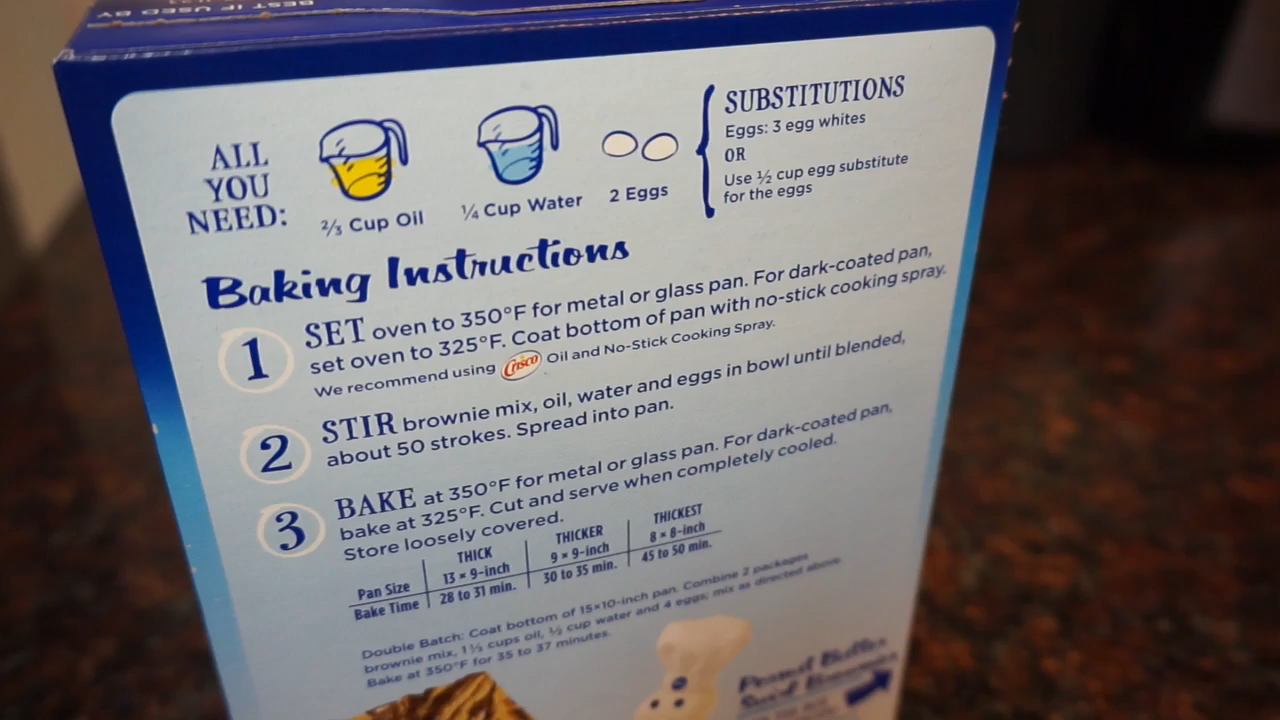 BEST IF USED BY
ALL
YOU
NEED:
⅔ Cup Oil
¼ Cup Water
2 Eggs
SUBSTITUTIONS
Eggs: 3 egg whites
OR
Use ½ cup egg substitute
for the eggs
Baking Instructions
1 SET oven to 350°F for metal or glass pan. For dark-coated pan,
set oven to 325°F. Coat bottom of pan with no-stick cooking spray.
We recommend using Crisco Oil and No-Stick Cooking Spray.
2 STIR brownie mix, oil, water and eggs in bowl until blended,
about 50 strokes. Spread into pan.
3 BAKE at 350°F for metal or glass pan. For dark-coated pan,
bake at 325°F. Cut and serve when completely cooled.
Store loosely covered.
THICK THICKER THICKEST
Pan Size 13 × 9-inch 9 × 9-inch 8 × 8-inch
Bake Time 28 to 31 min. 30 to 35 min. 45 to 50 min.
Double Batch: Coat bottom of 15×10-inch pan. Combine 2 packages
brownie mix, 1⅓ cups oil, ½ cup water and 4 eggs; mix as directed above.
Bake at 350°F for 35 to 37 minutes.
Peanut Butter
Swirl Brownies